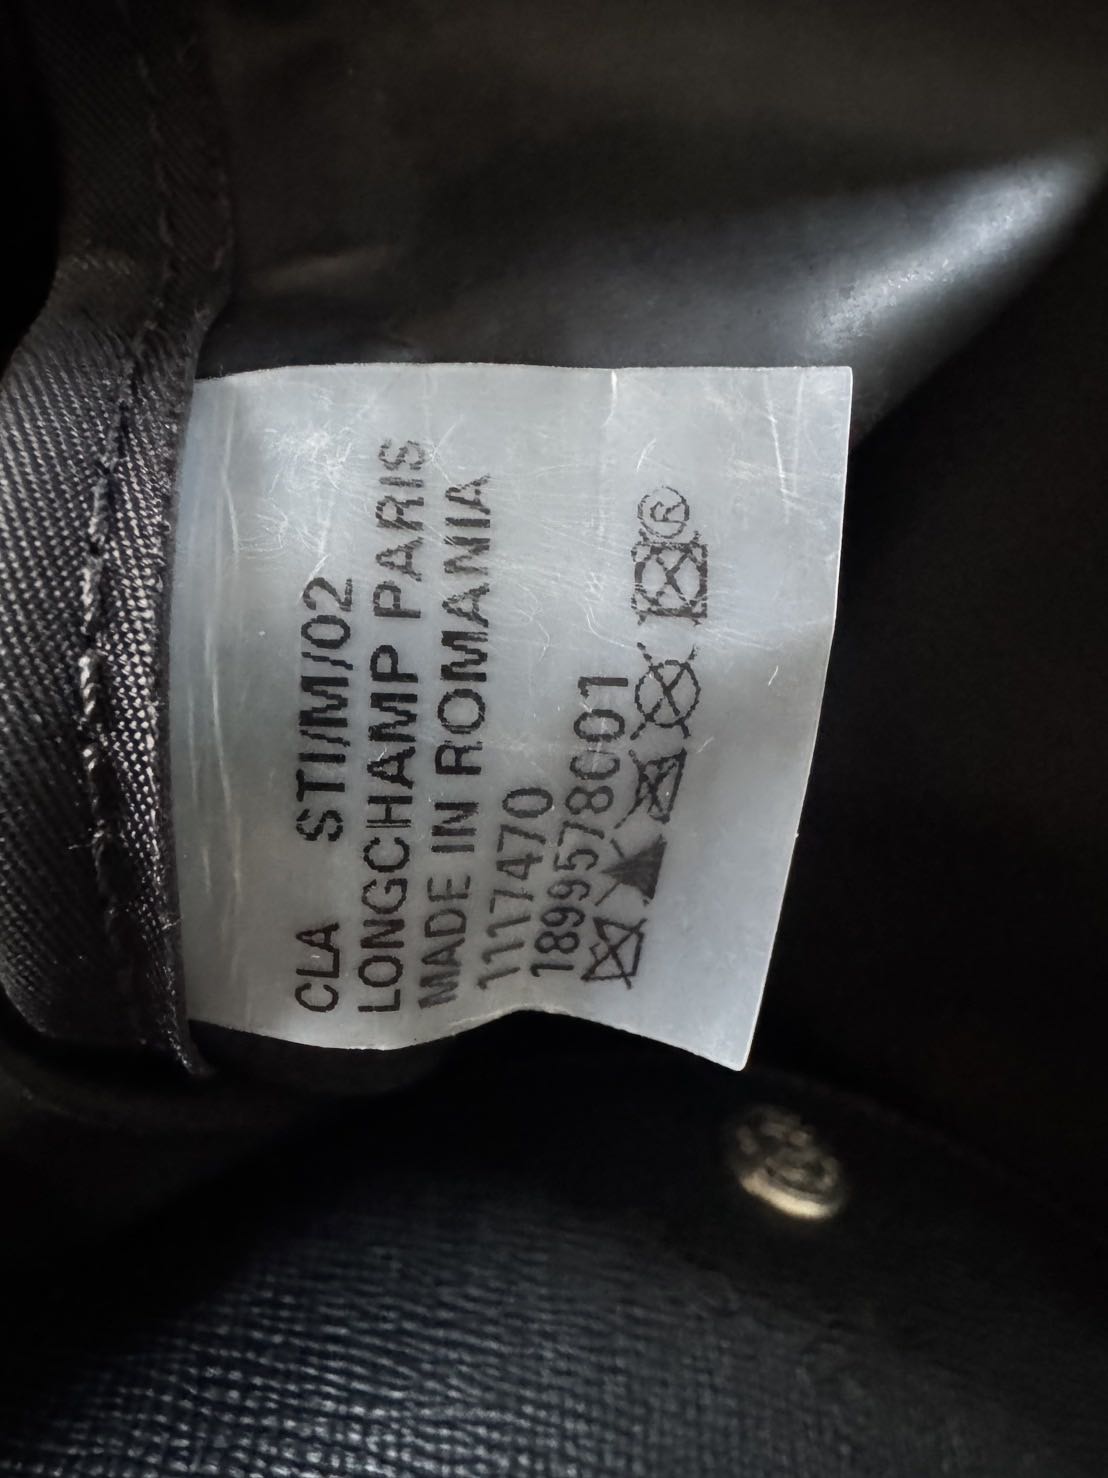 CLA STI/M/02
LONGCHAMP PARIS
MADE IN ROMANIA
1117470
1899578001
®